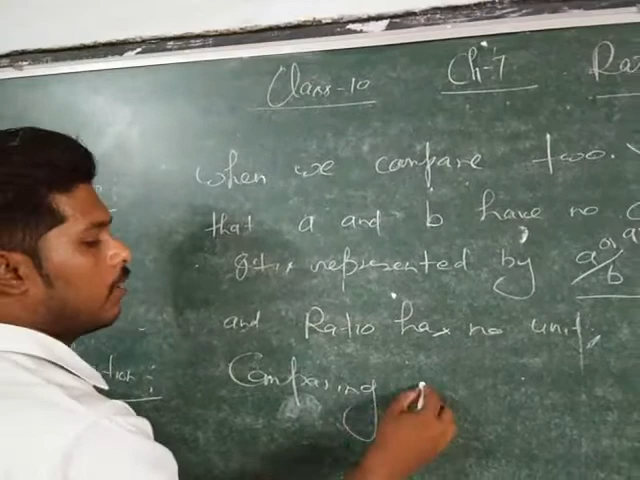 Class-10 Ch-7
when we compare two.
that a and b have no
represented by a/b
and Ratio has no unit.
Comparing